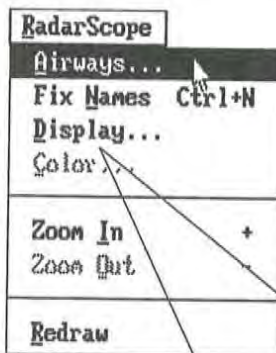 RadarScope
Airways...
Fix Names Ctrl+N
Display...
Color...
Zoom In +
Zoom Out -
Redraw